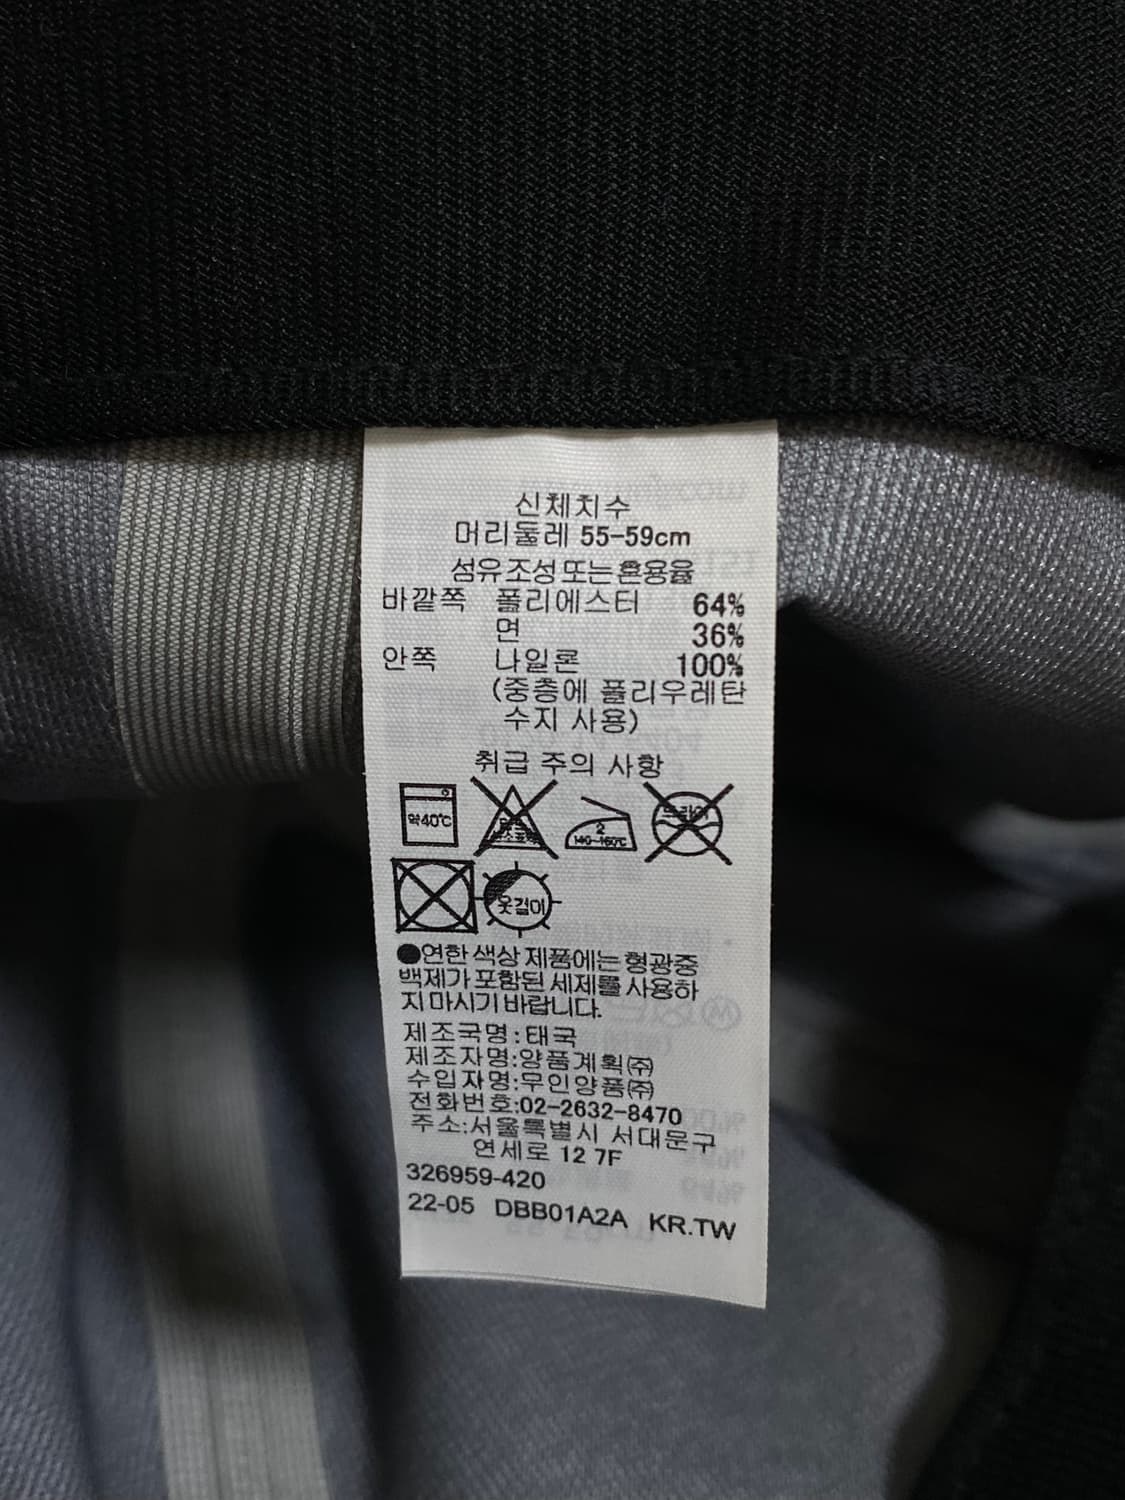 신체치수
머리둘레 55-59cm
섬유조성 또는 혼용율
바깥쪽 폴리에스터 64%
면 36%
안쪽 나일론 100%
(중층에 폴리우레탄
수지 사용)
취급 주의 사항
약40℃
2
140~160℃
드라이
옷걸이
●연한 색상 제품에는 형광증
백제가 포함된 세제를 사용하
지 마시기 바랍니다.
제조국명:태국
제조자명:양품계획㈜
수입자명:무인양품㈜
전화번호:02-2632-8470
주소:서울특별시 서대문구
연세로 12 7F
326959-420
22-05 DBB01A2A KR.TW